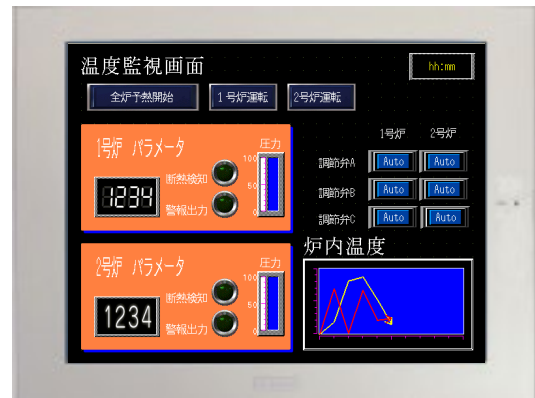 温度監視画面
hh:mm
全炉予熱開始
1号炉運転
2号炉運転
1号炉 パラメータ
圧力
断熱検知
警報出力
1234
100
50
0
1号炉 2号炉
調節弁A Auto Auto
調節弁B Auto Auto
調節弁C Auto Auto
2号炉 パラメータ
圧力
断熱検知
警報出力
1234
100
50
0
炉内温度